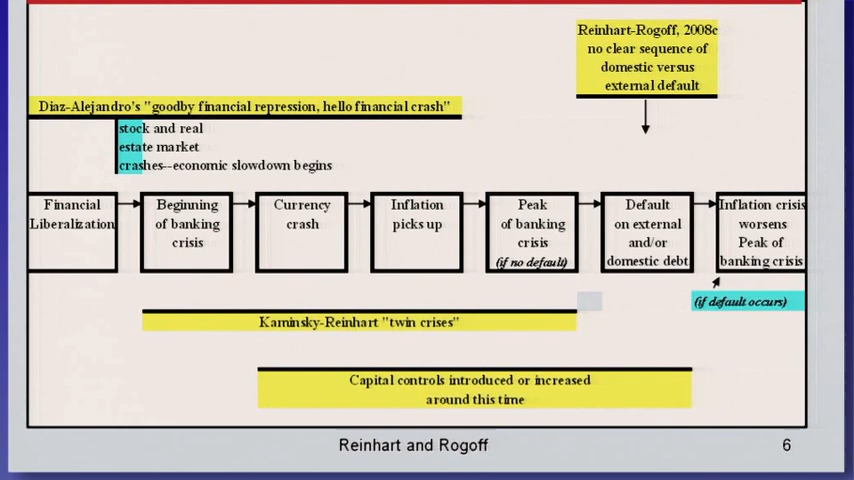 Reinhart-Rogoff, 2008c
no clear sequence of
domestic versus
external default
Diaz-Alejandro's "goodby financial repression, hello financial crash"
stock and real
estate market
crashes--economic slowdown begins
Financial
Liberalization
Beginning
of banking
crisis
Currency
crash
Inflation
picks up
Peak
of banking
crisis
(if no default)
Default
on external
and/or
domestic debt
Inflation crisis
worsens
Peak of
banking crisis
(if default occurs)
Kaminsky-Reinhart "twin crises"
Capital controls introduced or increased
around this time
Reinhart and Rogoff
6